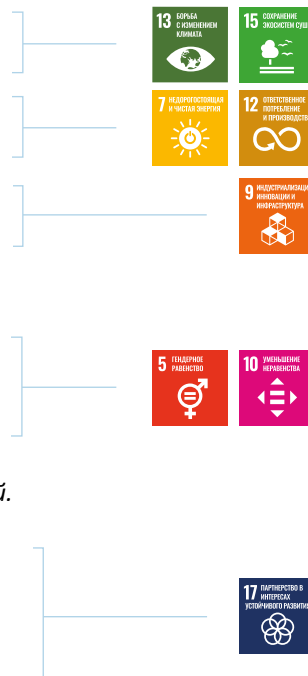 13 БОРЬБА
С ИЗМЕНЕНИЕМ
КЛИМАТА
15 СОХРАНЕНИЕ
ЭКОСИСТЕМ СУШ
7 НЕДОРОГОСТОЯЩАЯ
И ЧИСТАЯ ЭНЕРГИЯ
12 ОТВЕТСТВЕННОЕ
ПОТРЕБЛЕНИЕ
И ПРОИЗВОДСТВ
9 ИНДУСТРИАЛИЗАЦИ
ИННОВАЦИИ И
ИНФРАСТРУКТУРА
5 ГЕНДЕРНОЕ
РАВЕНСТВО
10 УМЕНЬШЕНИЕ
НЕРАВЕНСТВА
й.
17 ПАРТНЕРСТВО В
ИНТЕРЕСАХ
УСТОЙЧИВОГО РАЗВИТИЯ